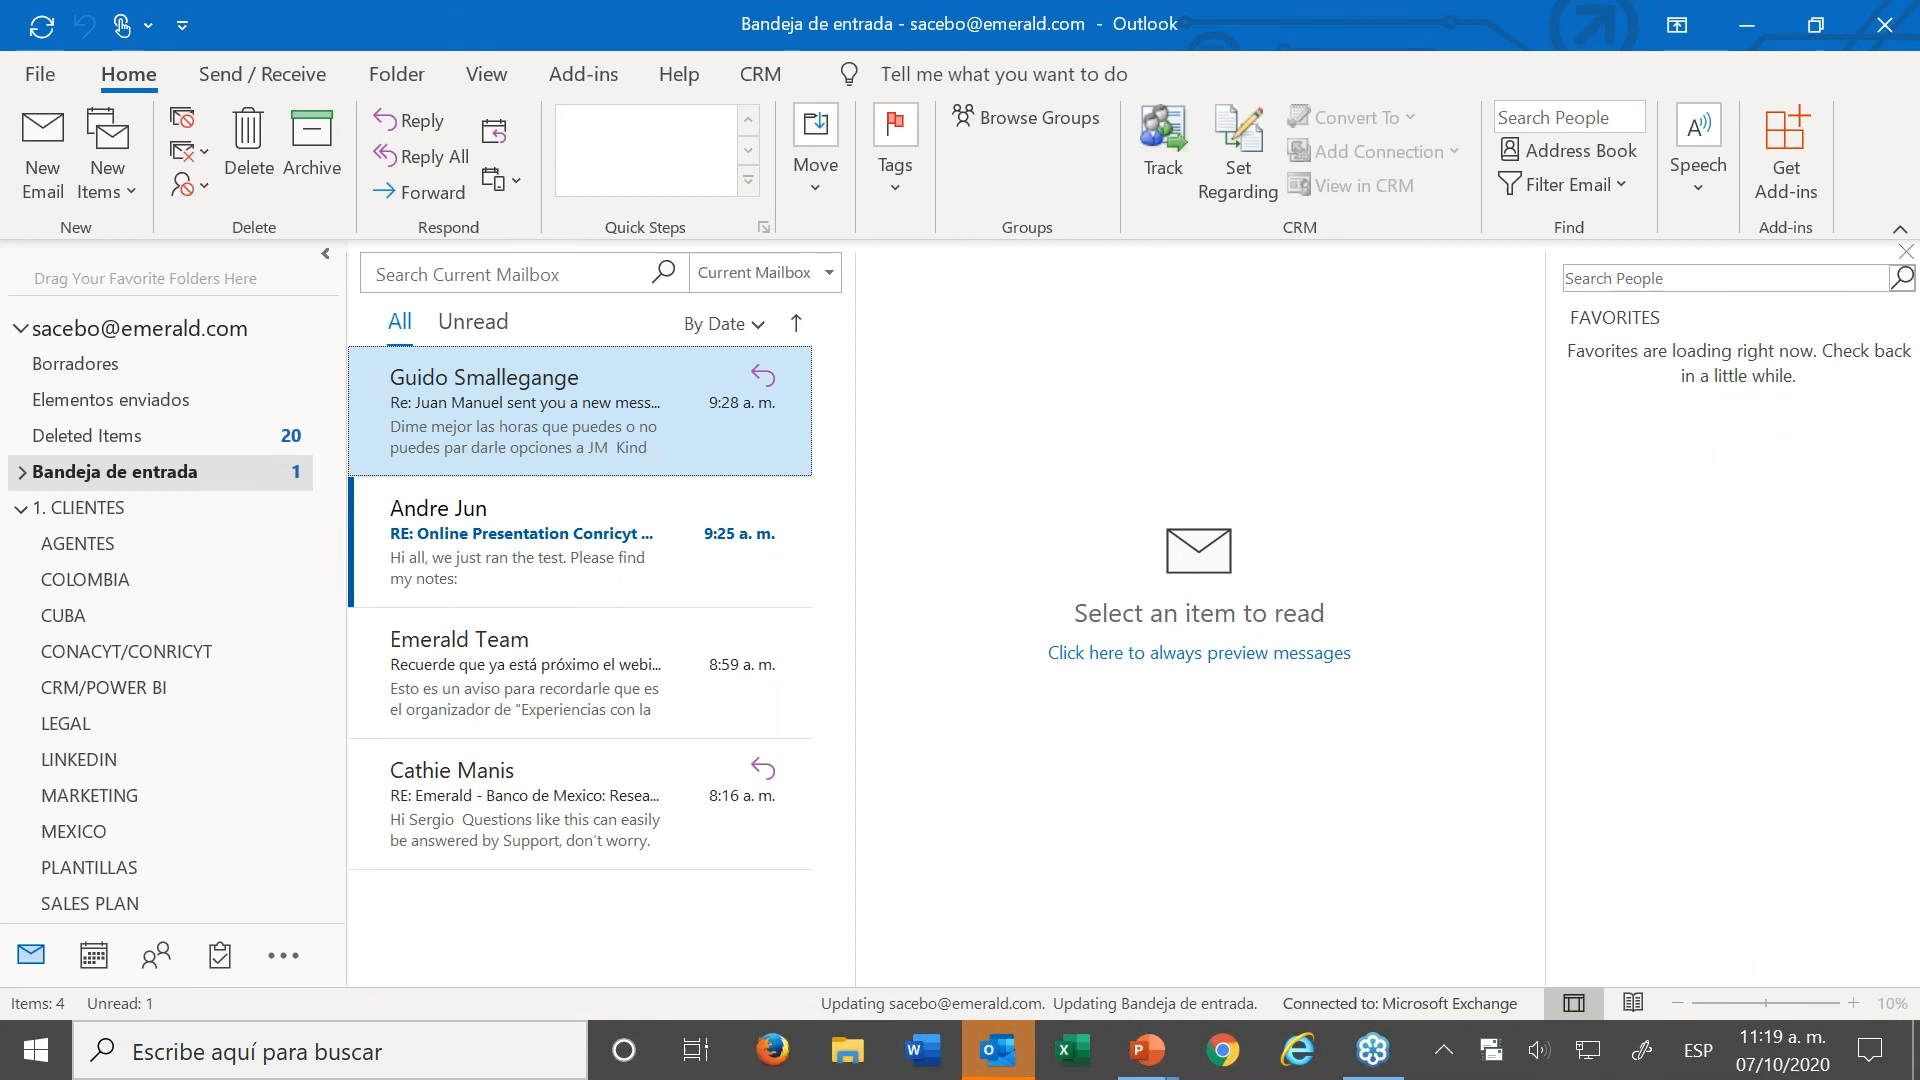 Bandeja de entrada - sacebo@emerald.com - Outlook
File Home Send / Receive Folder View Add-ins Help CRM Tell me what you want to do
New Email
New Items
Delete
Archive
Reply
Reply All
Forward
Move
Tags
Browse Groups
Track
Set Regarding
Convert To
Add Connection
View in CRM
Search People
Address Book
Filter Email
Speech
Get Add-ins
New Delete Respond Quick Steps Groups CRM Find Add-ins
Drag Your Favorite Folders Here
sacebo@emerald.com
Borradores
Elementos enviados
Deleted Items 20
Bandeja de entrada 1
1. CLIENTES
AGENTES
COLOMBIA
CUBA
CONACYT/CONRICYT
CRM/POWER BI
LEGAL
LINKEDIN
MARKETING
MEXICO
PLANTILLAS
SALES PLAN
Search Current Mailbox Current Mailbox
All Unread By Date
Guido Smallegange
Re: Juan Manuel sent you a new mess... 9:28 a. m.
Dime mejor las horas que puedes o no
puedes par darle opciones a JM Kind
Andre Jun
RE: Online Presentation Conricyt ... 9:25 a. m.
Hi all, we just ran the test. Please find
my notes:
Emerald Team
Recuerde que ya está próximo el webi... 8:59 a. m.
Esto es un aviso para recordarle que es
el organizador de "Experiencias con la
Cathie Manis
RE: Emerald - Banco de Mexico: Resea... 8:16 a. m.
Hi Sergio Questions like this can easily
be answered by Support, don't worry.
Select an item to read
Click here to always preview messages
Search People
FAVORITES
Favorites are loading right now. Check back
in a little while.
Items: 4 Unread: 1 Updating sacebo@emerald.com. Updating Bandeja de entrada. Connected to: Microsoft Exchange 10%
Escribe aquí para buscar
ESP
11:19 a. m.
07/10/2020